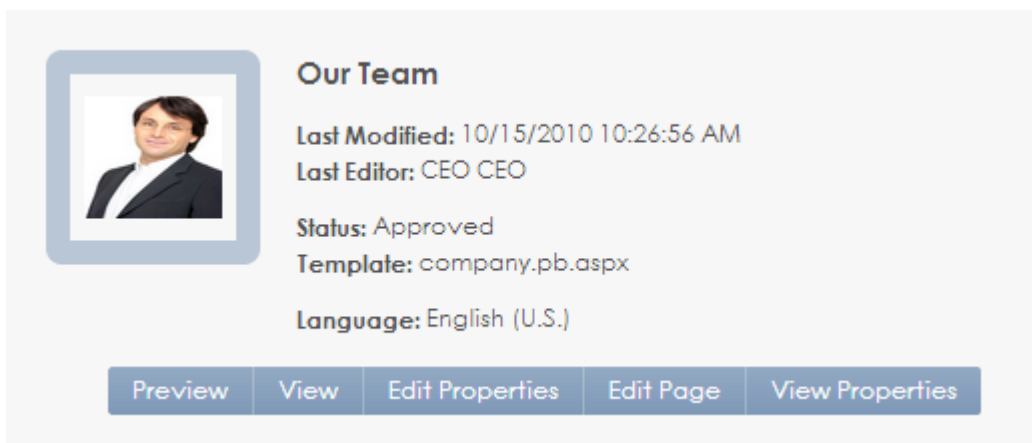 Our Team
Last Modified: 10/15/2010 10:26:56 AM
Last Editor: CEO CEO
Status: Approved
Template: company.pb.aspx
Language: English (U.S.)
Preview View Edit Properties Edit Page View Properties